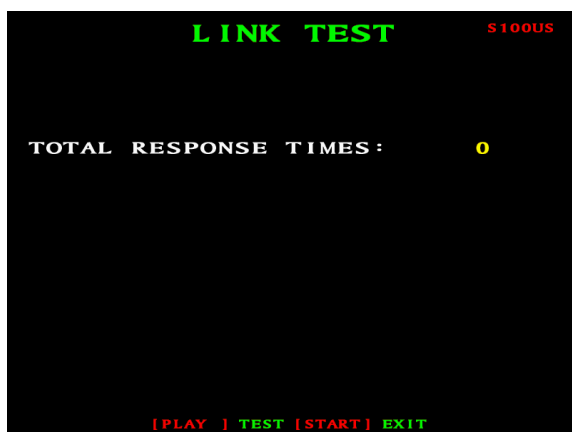 LINK TEST S100US
TOTAL RESPONSE TIMES: 0
[PLAY ] TEST [START] EXIT